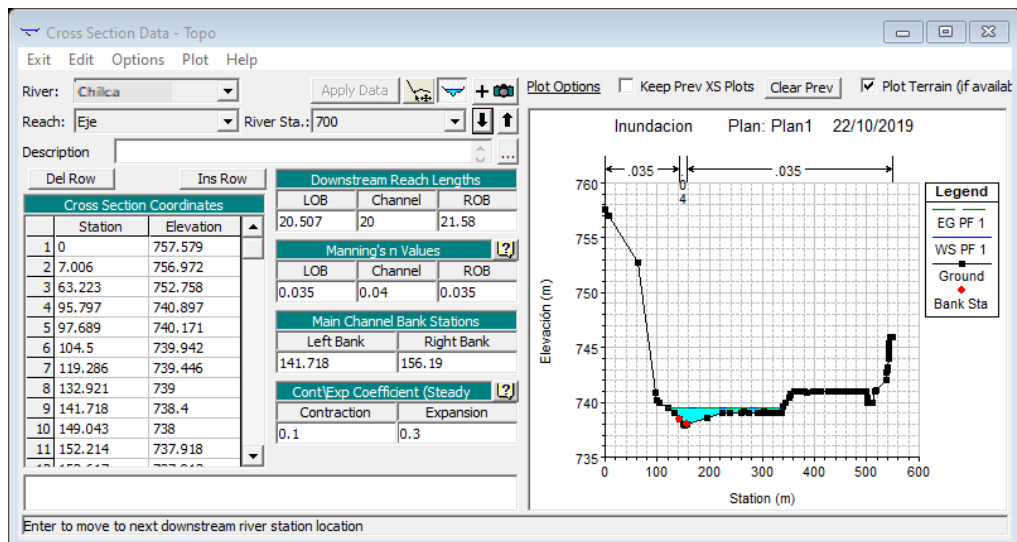 Cross Section Data - Topo
Exit Edit Options Plot Help
River: Chilca
Apply Data
Plot Options Keep Prev XS Plots Clear Prev Plot Terrain (if availab
Reach: Eje
River Sta.: 700
Description
...
Del Row Ins Row
Cross Section Coordinates
Station Elevation
1 0 757.579
2 7.006 756.972
3 63.223 752.758
4 95.797 740.897
5 97.689 740.171
6 104.5 739.942
7 119.286 739.446
8 132.921 739
9 141.718 738.4
10 149.043 738
11 152.214 737.918
Downstream Reach Lengths
LOB Channel ROB
20.507 20 21.58
Manning's n Values
LOB Channel ROB
0.035 0.04 0.035
Main Channel Bank Stations
Left Bank Right Bank
141.718 156.19
Cont\Exp Coefficient (Steady
Contraction Expansion
0.1 0.3
Inundacion Plan: Plan1 22/10/2019
.035 .035
0
4
760
755
750
745
740
735
0 100 200 300 400 500 600
Elevación (m)
Station (m)
Legend
EG PF 1
WS PF 1
Ground
Bank Sta
Enter to move to next downstream river station location